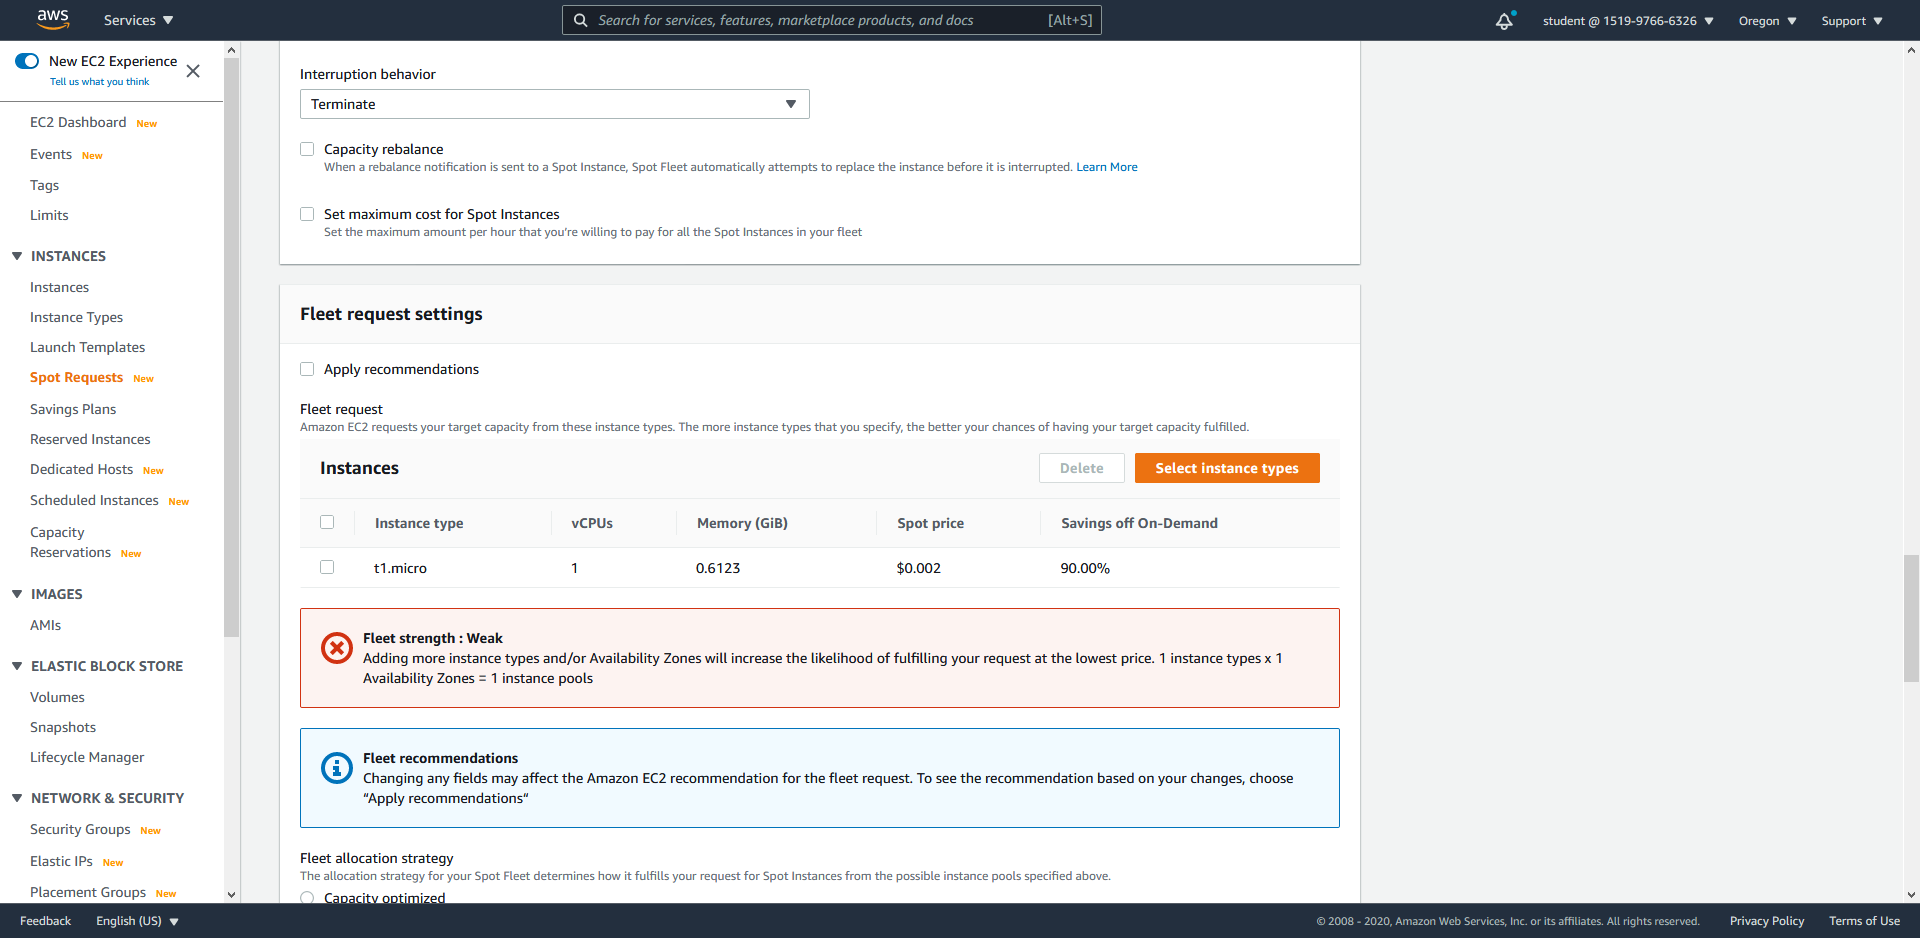 aws
Services
Search for services, features, marketplace products, and docs
[Alt+S]
student @ 1519-9766-6326
Oregon
Support
New EC2 Experience
Tell us what you think
EC2 Dashboard New
Events New
Tags
Limits
INSTANCES
Instances
Instance Types
Launch Templates
Spot Requests New
Savings Plans
Reserved Instances
Dedicated Hosts New
Scheduled Instances New
Capacity
Reservations New
IMAGES
AMIs
ELASTIC BLOCK STORE
Volumes
Snapshots
Lifecycle Manager
NETWORK & SECURITY
Security Groups New
Elastic IPs New
Placement Groups New
Interruption behavior
Terminate
Capacity rebalance
When a rebalance notification is sent to a Spot Instance, Spot Fleet automatically attempts to replace the instance before it is interrupted. Learn More
Set maximum cost for Spot Instances
Set the maximum amount per hour that you're willing to pay for all the Spot Instances in your fleet
Fleet request settings
Apply recommendations
Fleet request
Amazon EC2 requests your target capacity from these instance types. The more instance types that you specify, the better your chances of having your target capacity fulfilled.
Instances
Delete
Select instance types
Instance type vCPUs Memory (GiB) Spot price Savings off On-Demand
t1.micro 1 0.6123 $0.002 90.00%
Fleet strength : Weak
Adding more instance types and/or Availability Zones will increase the likelihood of fulfilling your request at the lowest price. 1 instance types x 1
Availability Zones = 1 instance pools
Fleet recommendations
Changing any fields may affect the Amazon EC2 recommendation for the fleet request. To see the recommendation based on your changes, choose
“Apply recommendations“
Fleet allocation strategy
The allocation strategy for your Spot Fleet determines how it fulfills your request for Spot Instances from the possible instance pools specified above.
Capacity optimized
Feedback
English (US)
© 2008 - 2020, Amazon Web Services, Inc. or its affiliates. All rights reserved.
Privacy Policy
Terms of Use